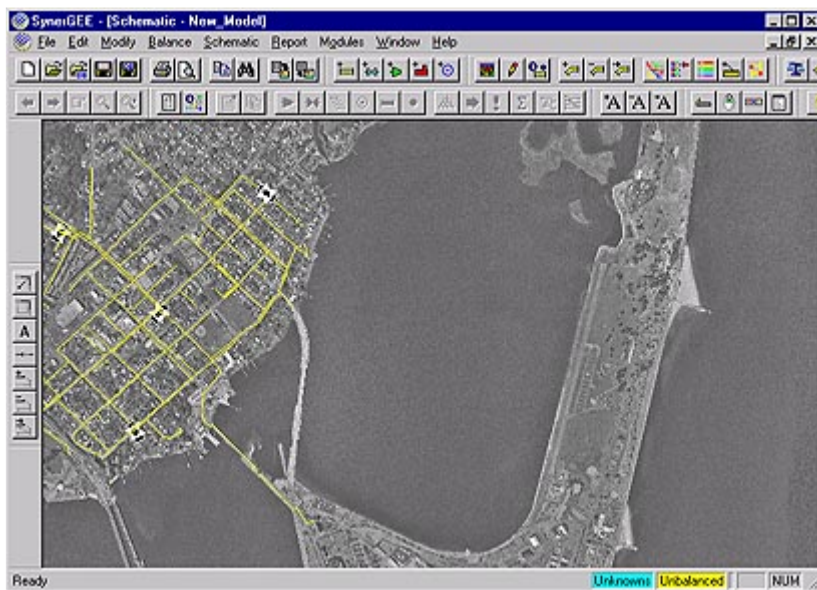 SynerGEE - [Schematic - New_Model]
File Edit Modify Balance Schematic Report Modules Window Help
A A A
A
Ready Unknowns Unbalanced NUM